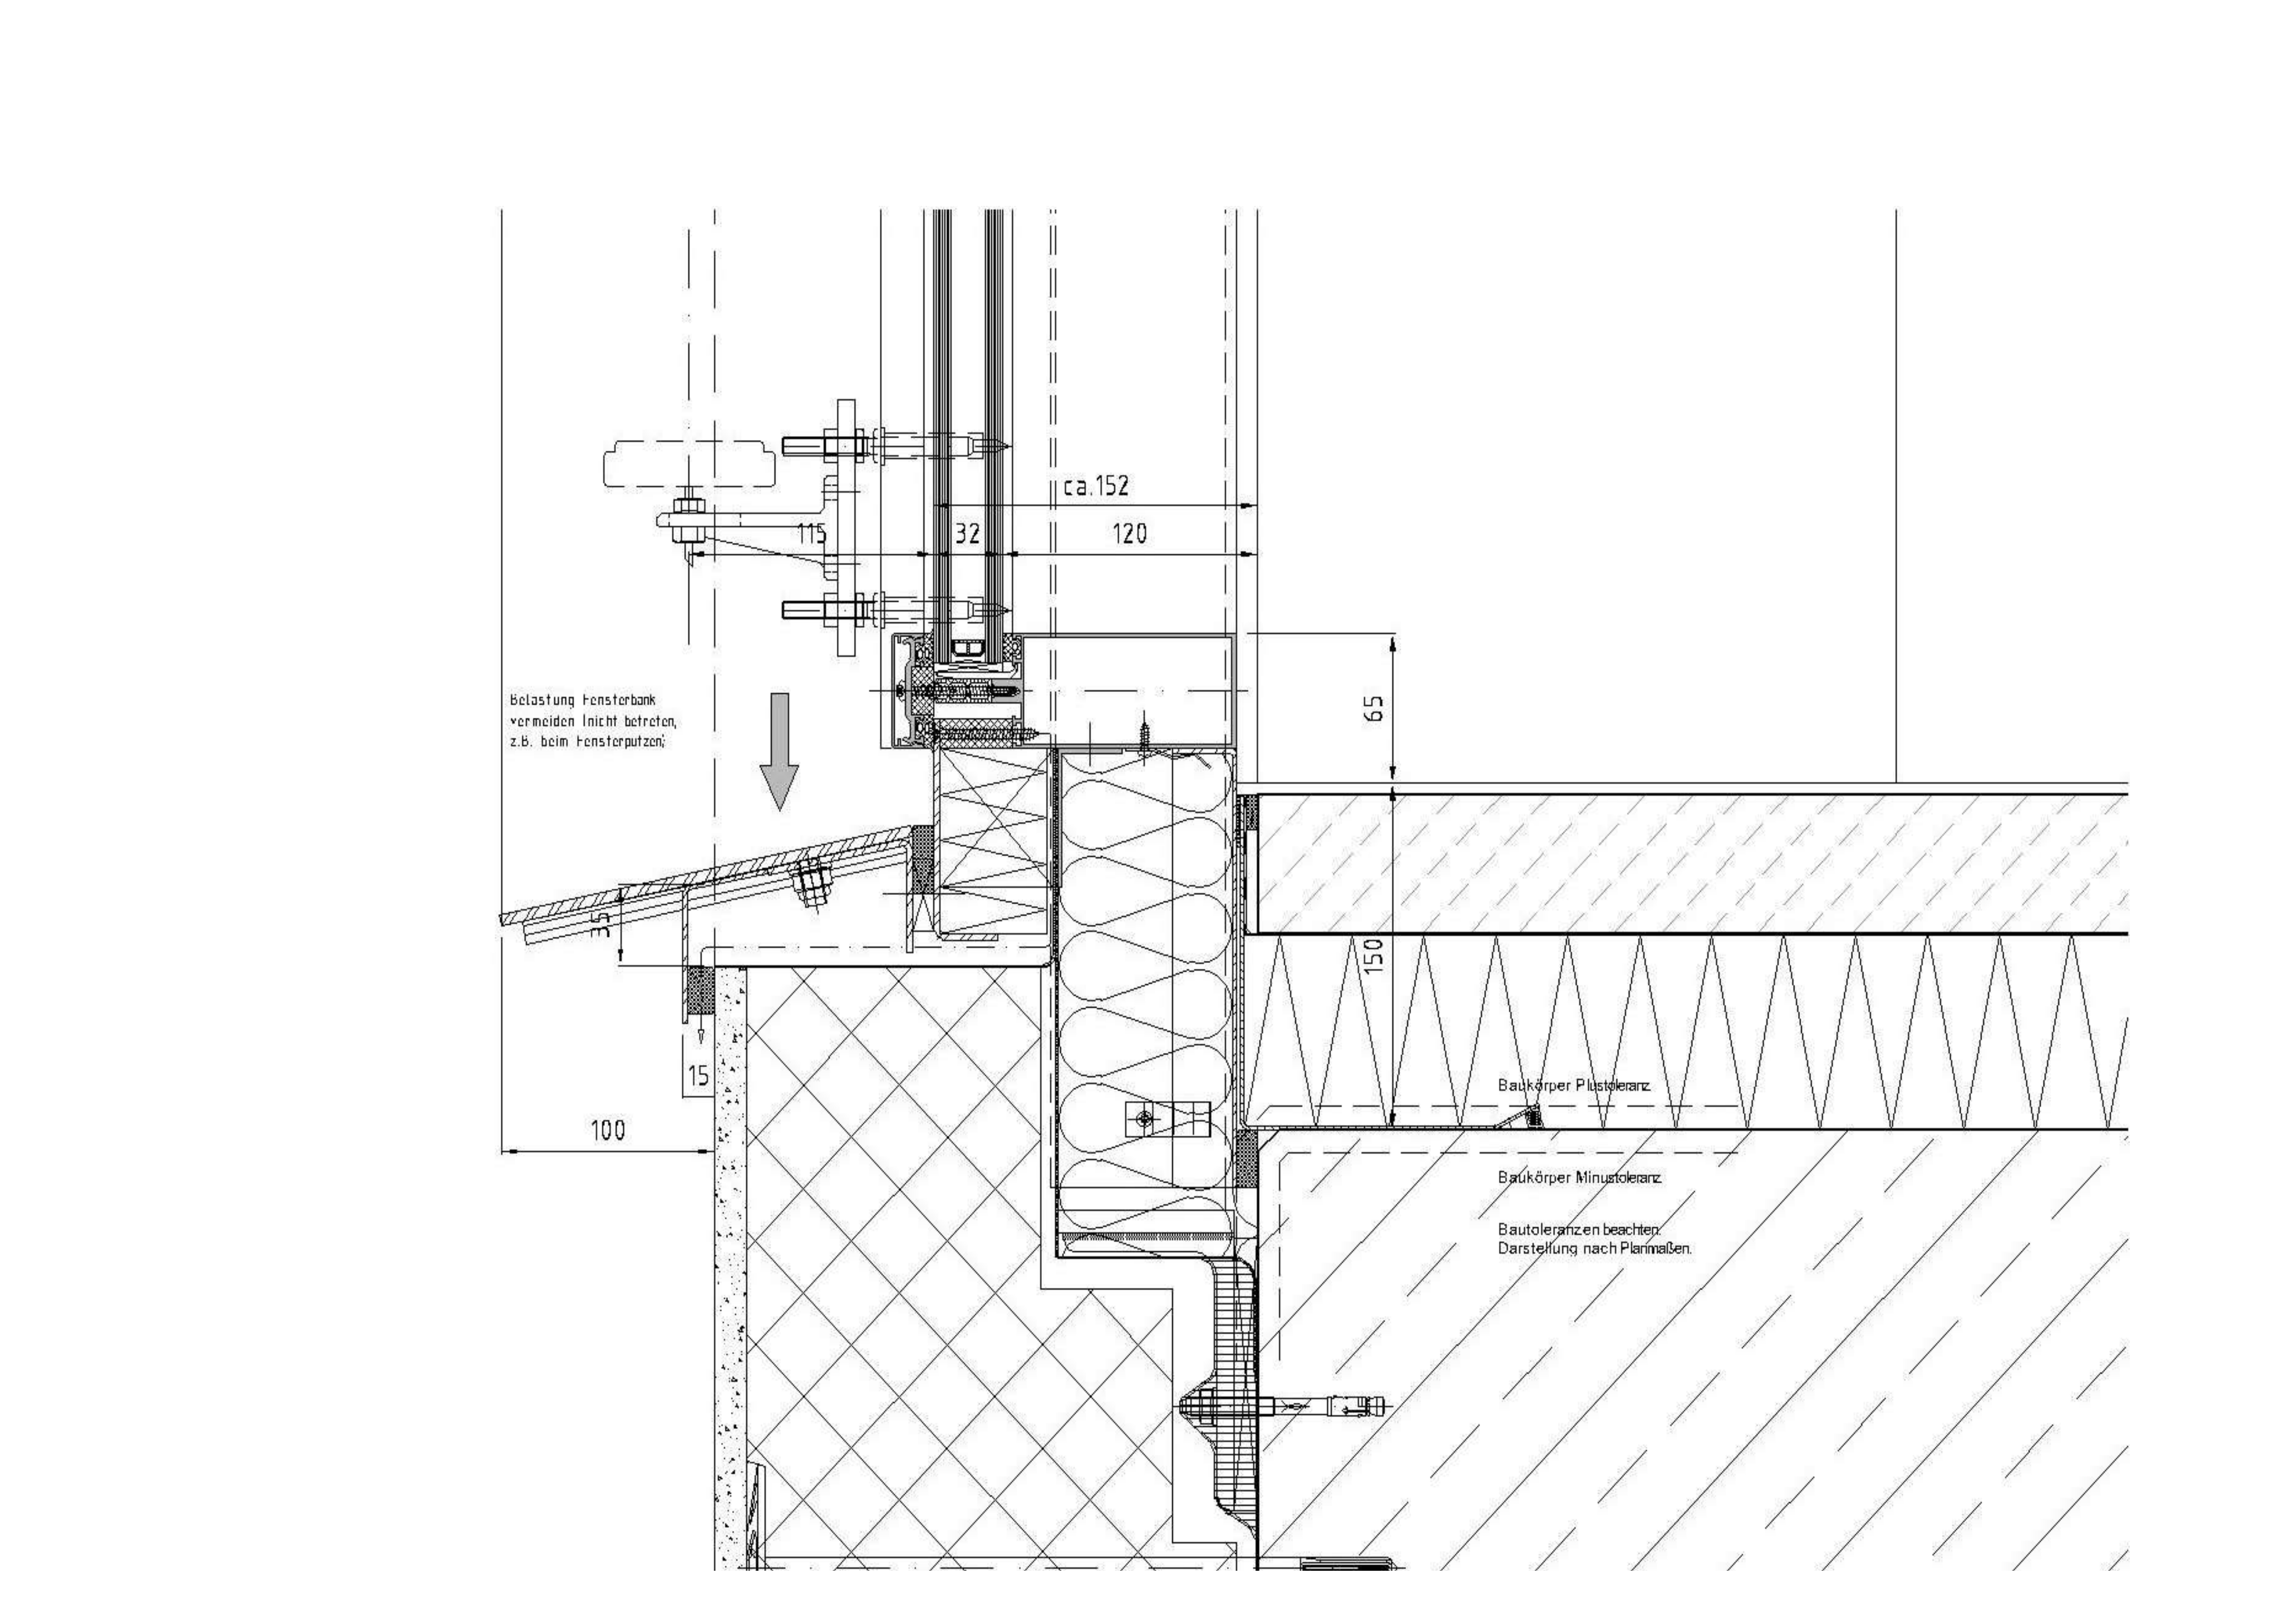 ca.152
115
32
120
65
Belastung Fensterbank
vermeiden (nicht betreten,
z.B. beim Fensterputzen)
35
150
15
100
Baukörper Plustoleranz
Baukörper Minustoleranz
Bautoleranzen beachten.
Darstellung nach Planmaßen.